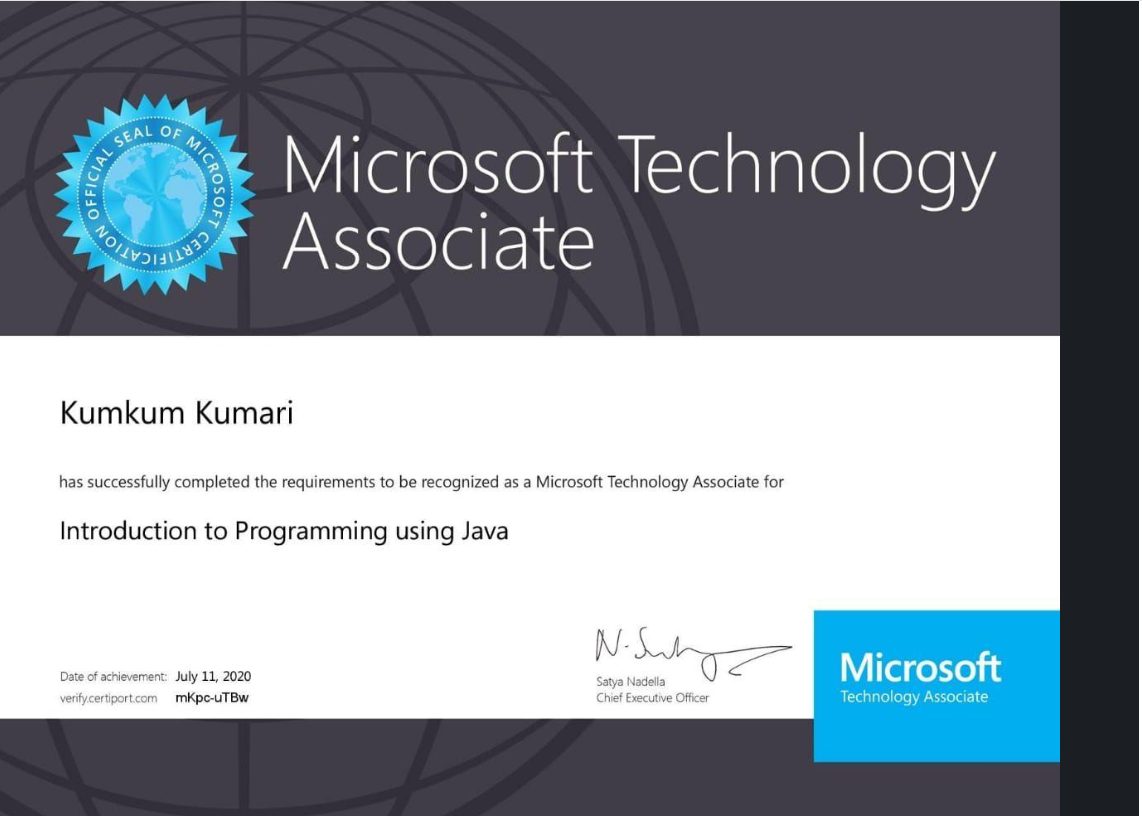 OFFICIAL SEAL OF MICROSOFT CERTIFICATION
Microsoft Technology
Associate
Kumkum Kumari
has successfully completed the requirements to be recognized as a Microsoft Technology Associate for
Introduction to Programming using Java
Date of achievement: July 11, 2020
verify.certiport.com mKpc-uTBw
N. Satya
Satya Nadella
Chief Executive Officer
Microsoft
Technology Associate